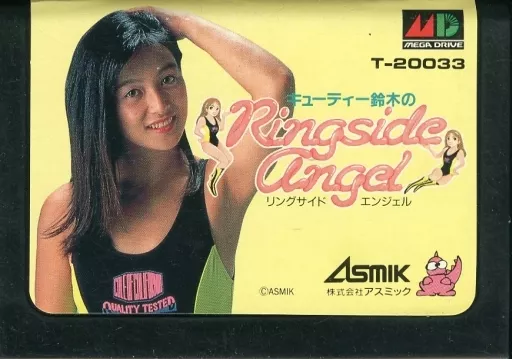 MD
MEGA DRIVE
T-20033
キューティー鈴木の
Ringside
Angel
リングサイド エンジェル
QUALITY TESTED
©ASMIK
ASMIK
株式会社アスミック